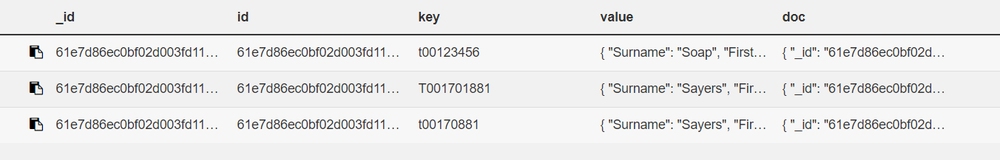 _id id key value doc
61e7d86ec0bf02d003fd11… 61e7d86ec0bf02d003fd11… t00123456 { "Surname": "Soap", "First… { "_id": "61e7d86ec0bf02d…
61e7d86ec0bf02d003fd11… 61e7d86ec0bf02d003fd11… T001701881 { "Surname": "Sayers", "Fir… { "_id": "61e7d86ec0bf02d…
61e7d86ec0bf02d003fd11… 61e7d86ec0bf02d003fd11… t00170881 { "Surname": "Sayers", "Fir… { "_id": "61e7d86ec0bf02d…